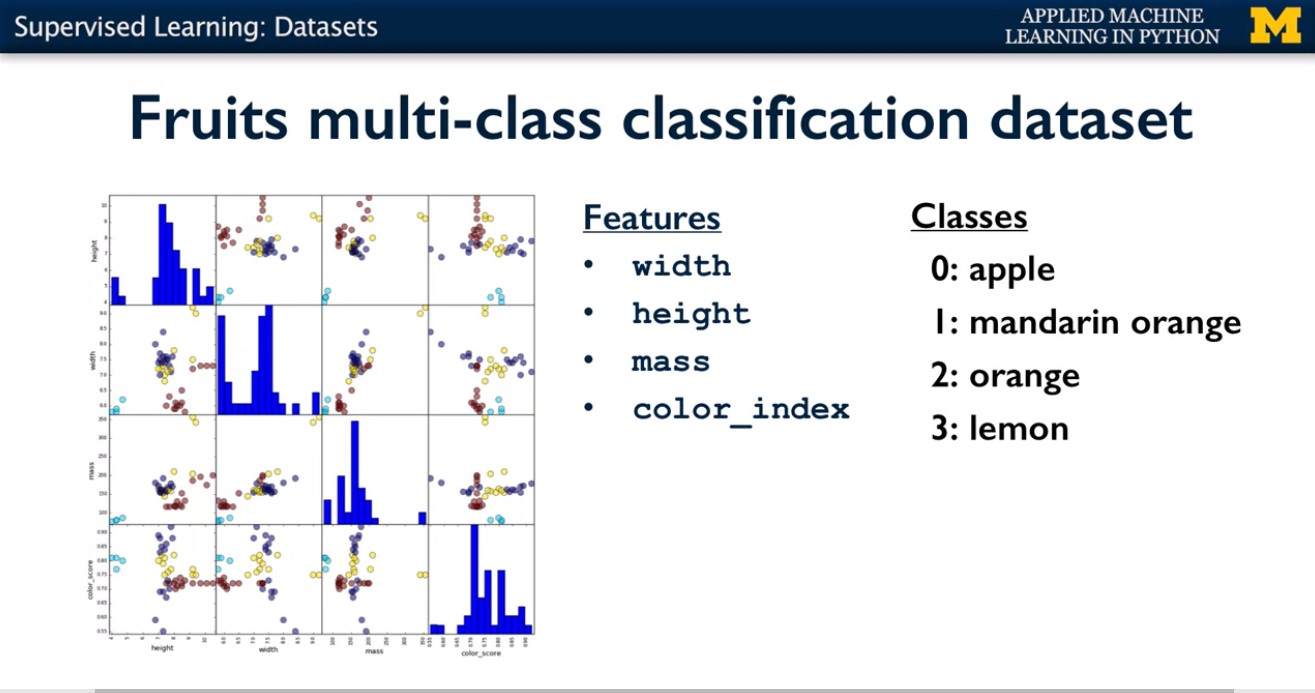 Supervised Learning: Datasets
APPLIED MACHINE
LEARNING IN PYTHON
M
Fruits multi-class classification dataset
Features
• width
• height
• mass
• color_index
Classes
0: apple
1: mandarin orange
2: orange
3: lemon
height
width
mass
color_score
height
width
mass
color_score